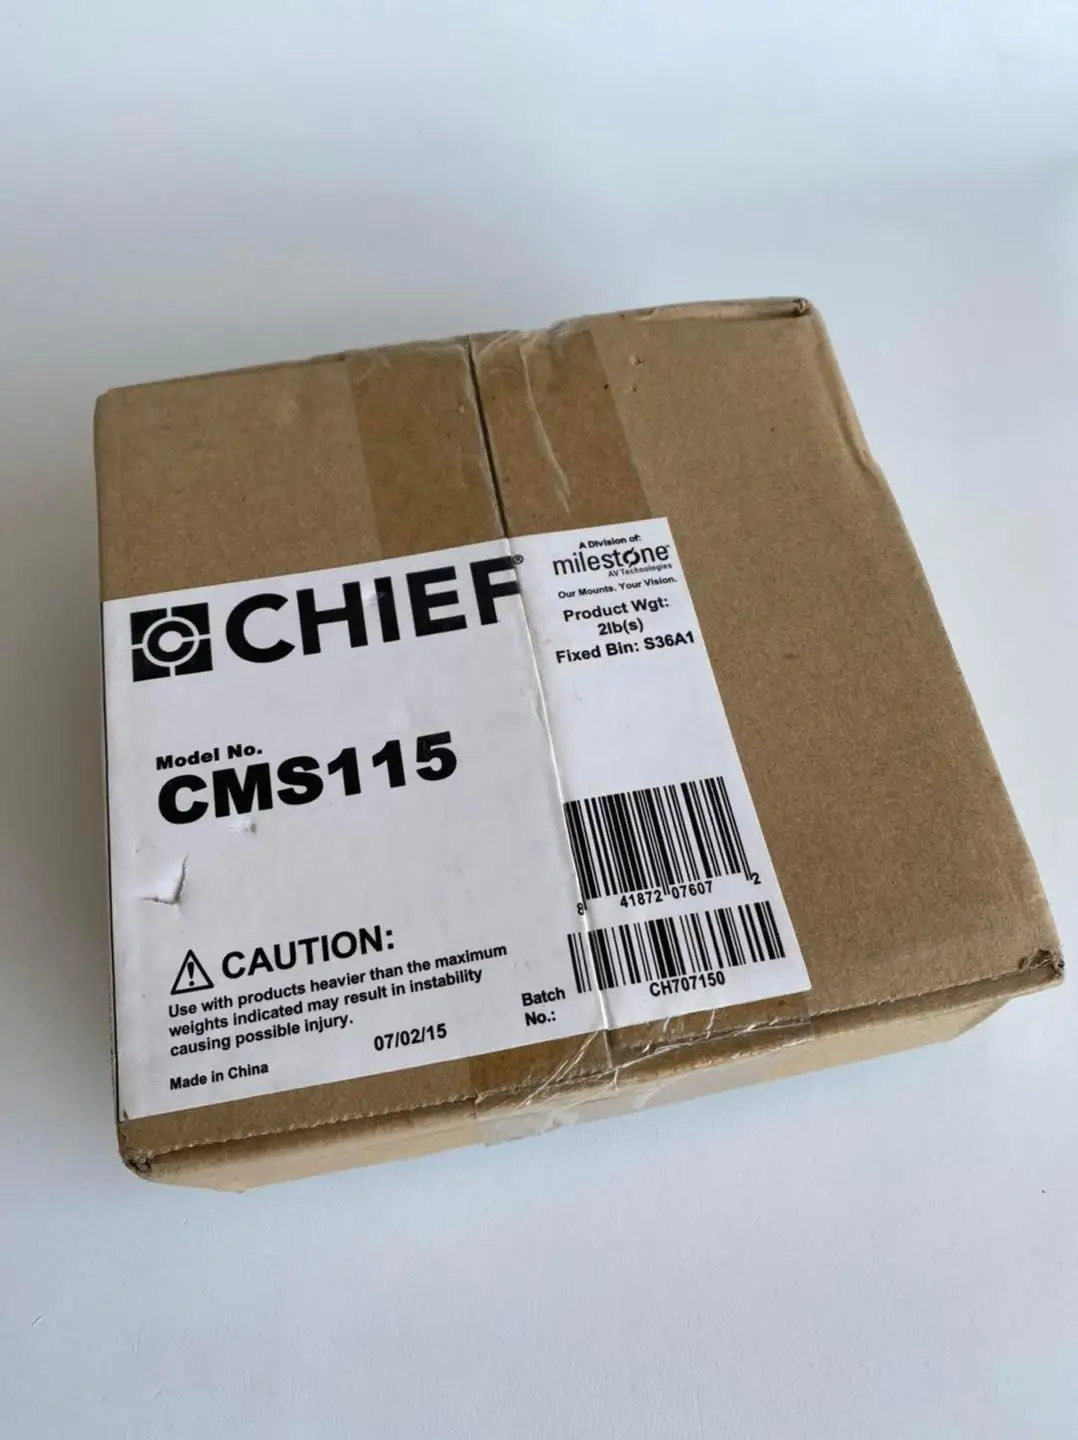 CHIEF®
Model No.
CMS115
CAUTION:
Use with products heavier than the maximum
weights indicated may result in instability
causing possible injury.
07/02/15
Made in China
A Division of:
milestone™
AV Technologies
Our Mounts. Your Vision.
Product Wgt:
2lb(s)
Fixed Bin: S36A1
8 41872 07607 2
Batch
No.:
CH707150